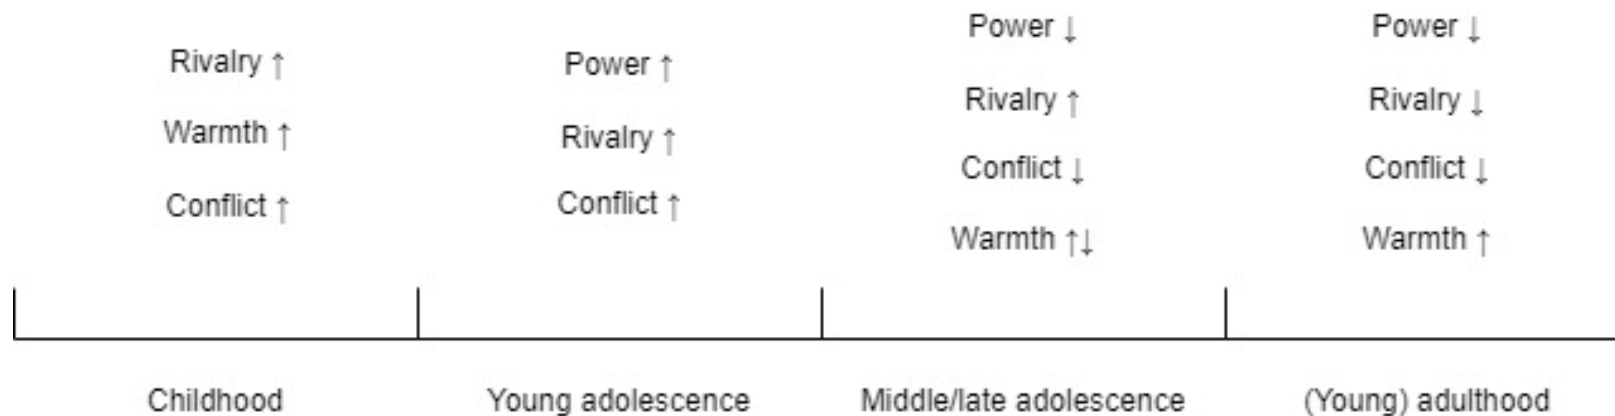 Rivalry ↑
Warmth ↑
Conflict ↑
Power ↑
Rivalry ↑
Conflict ↑
Power ↓
Rivalry ↑
Conflict ↓
Warmth ↑↓
Power ↓
Rivalry ↓
Conflict ↓
Warmth ↑
Childhood
Young adolescence
Middle/late adolescence
(Young) adulthood